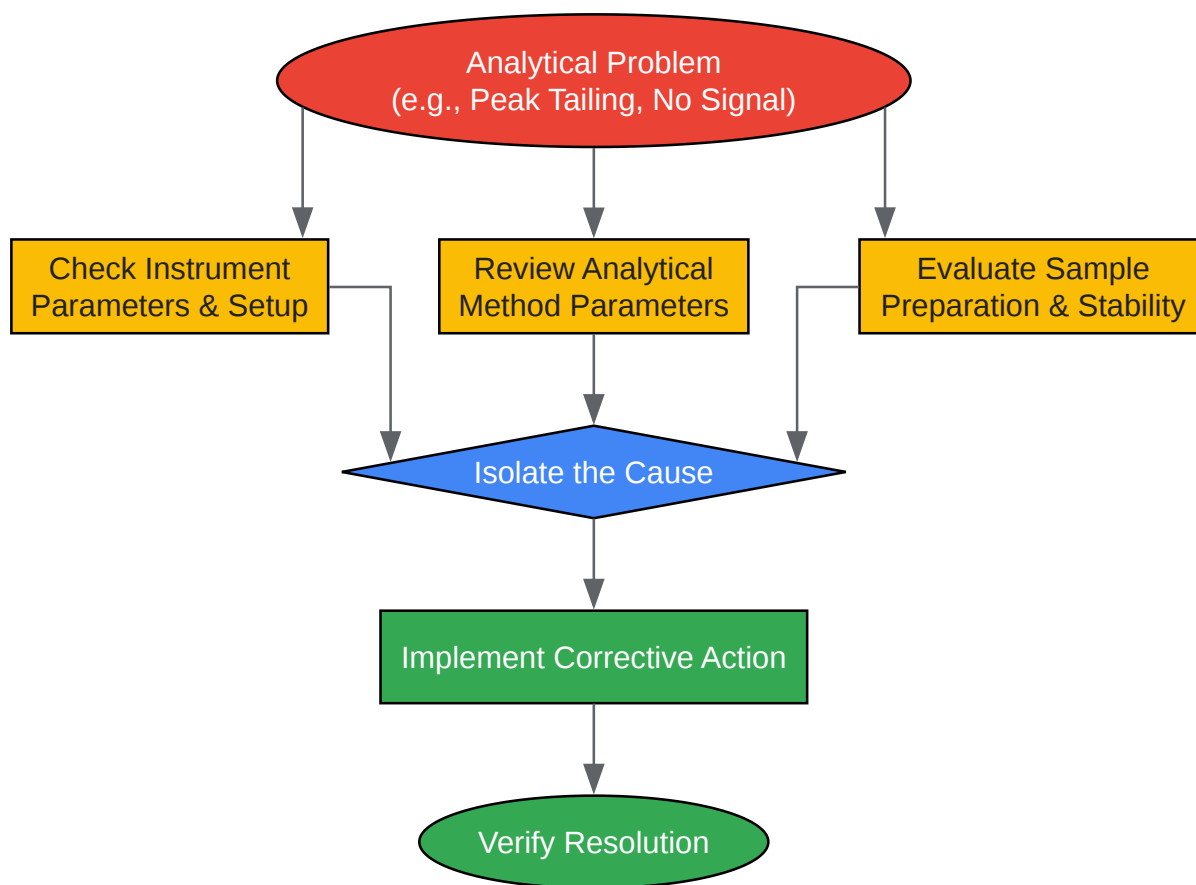 Analytical Problem
(e.g., Peak Tailing, No Signal)
Check Instrument
Parameters & Setup
Review Analytical
Method Parameters
Evaluate Sample
Preparation & Stability
Isolate the Cause
Implement Corrective Action
Verify Resolution